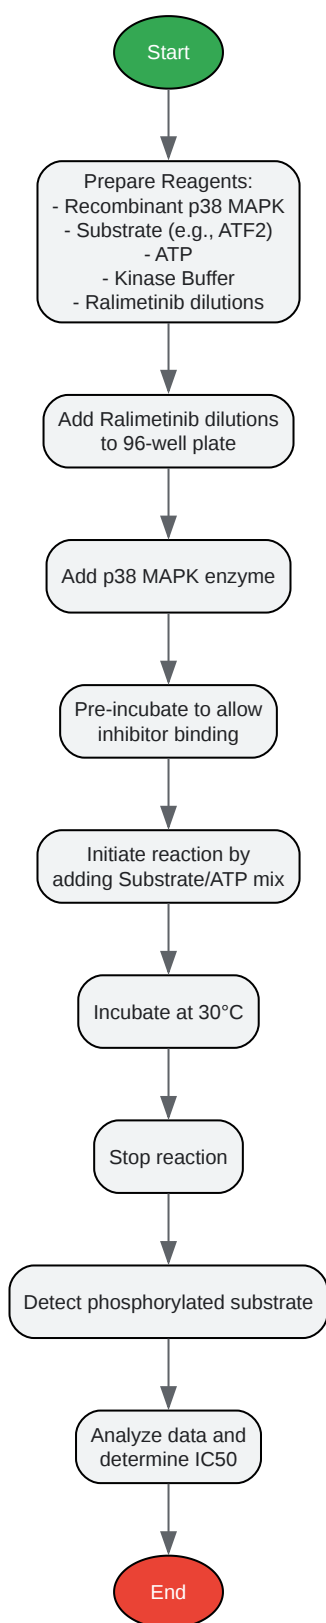 Start
Prepare Reagents:
- Recombinant p38 MAPK
- Substrate (e.g., ATF2)
- ATP
- Kinase Buffer
- Ralimetinib dilutions
Add Ralimetinib dilutions
to 96-well plate
Add p38 MAPK enzyme
Pre-incubate to allow
inhibitor binding
Initiate reaction by
adding Substrate/ATP mix
Incubate at 30°C
Stop reaction
Detect phosphorylated substrate
Analyze data and
determine IC50
End